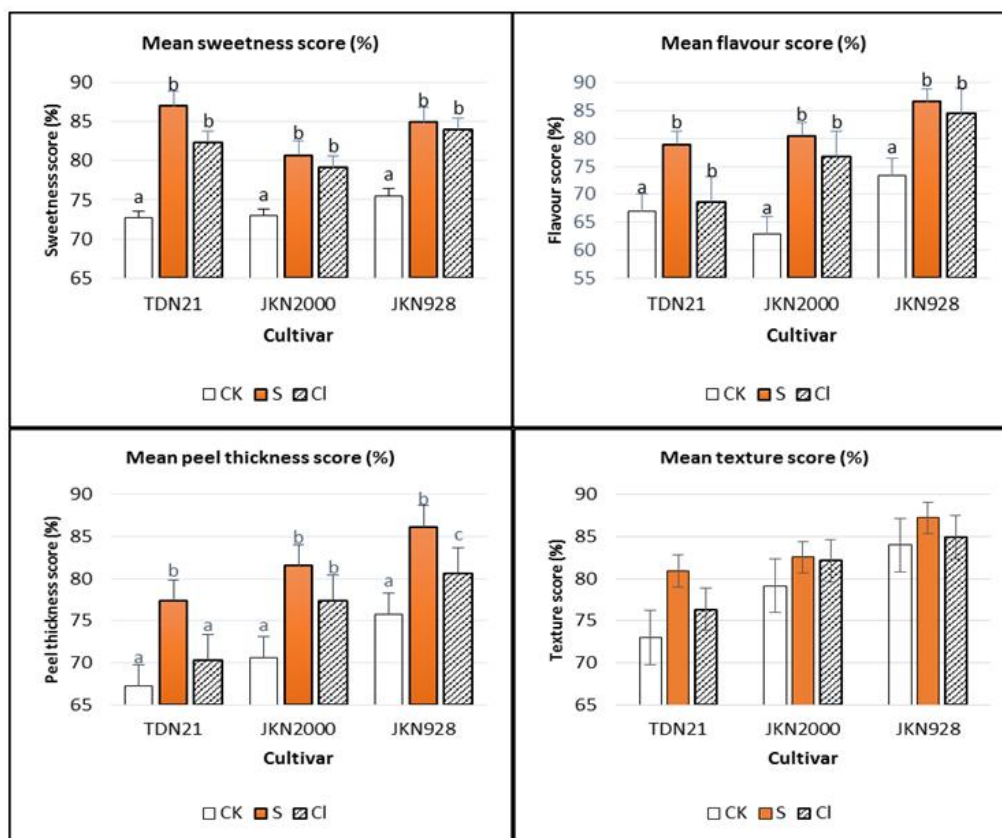 Mean sweetness score (%)
Sweetness score (%)
90
85
80
75
70
65
a b b a b b a b b
TDN21 JKN2000 JKN928
Cultivar
CK S Cl
Mean flavour score (%)
Flavour score (%)
90
85
80
75
70
65
60
55
a b b a b b a b b
TDN21 JKN2000 JKN928
Cultivar
CK S Cl
Mean peel thickness score (%)
Peel thickness score (%)
90
85
80
75
70
65
a b a a b b a b c
TDN21 JKN2000 JKN928
Cultivar
CK S Cl
Mean texture score (%)
Texture score (%)
90
85
80
75
70
65
TDN21 JKN2000 JKN928
Cultivar
CK S Cl